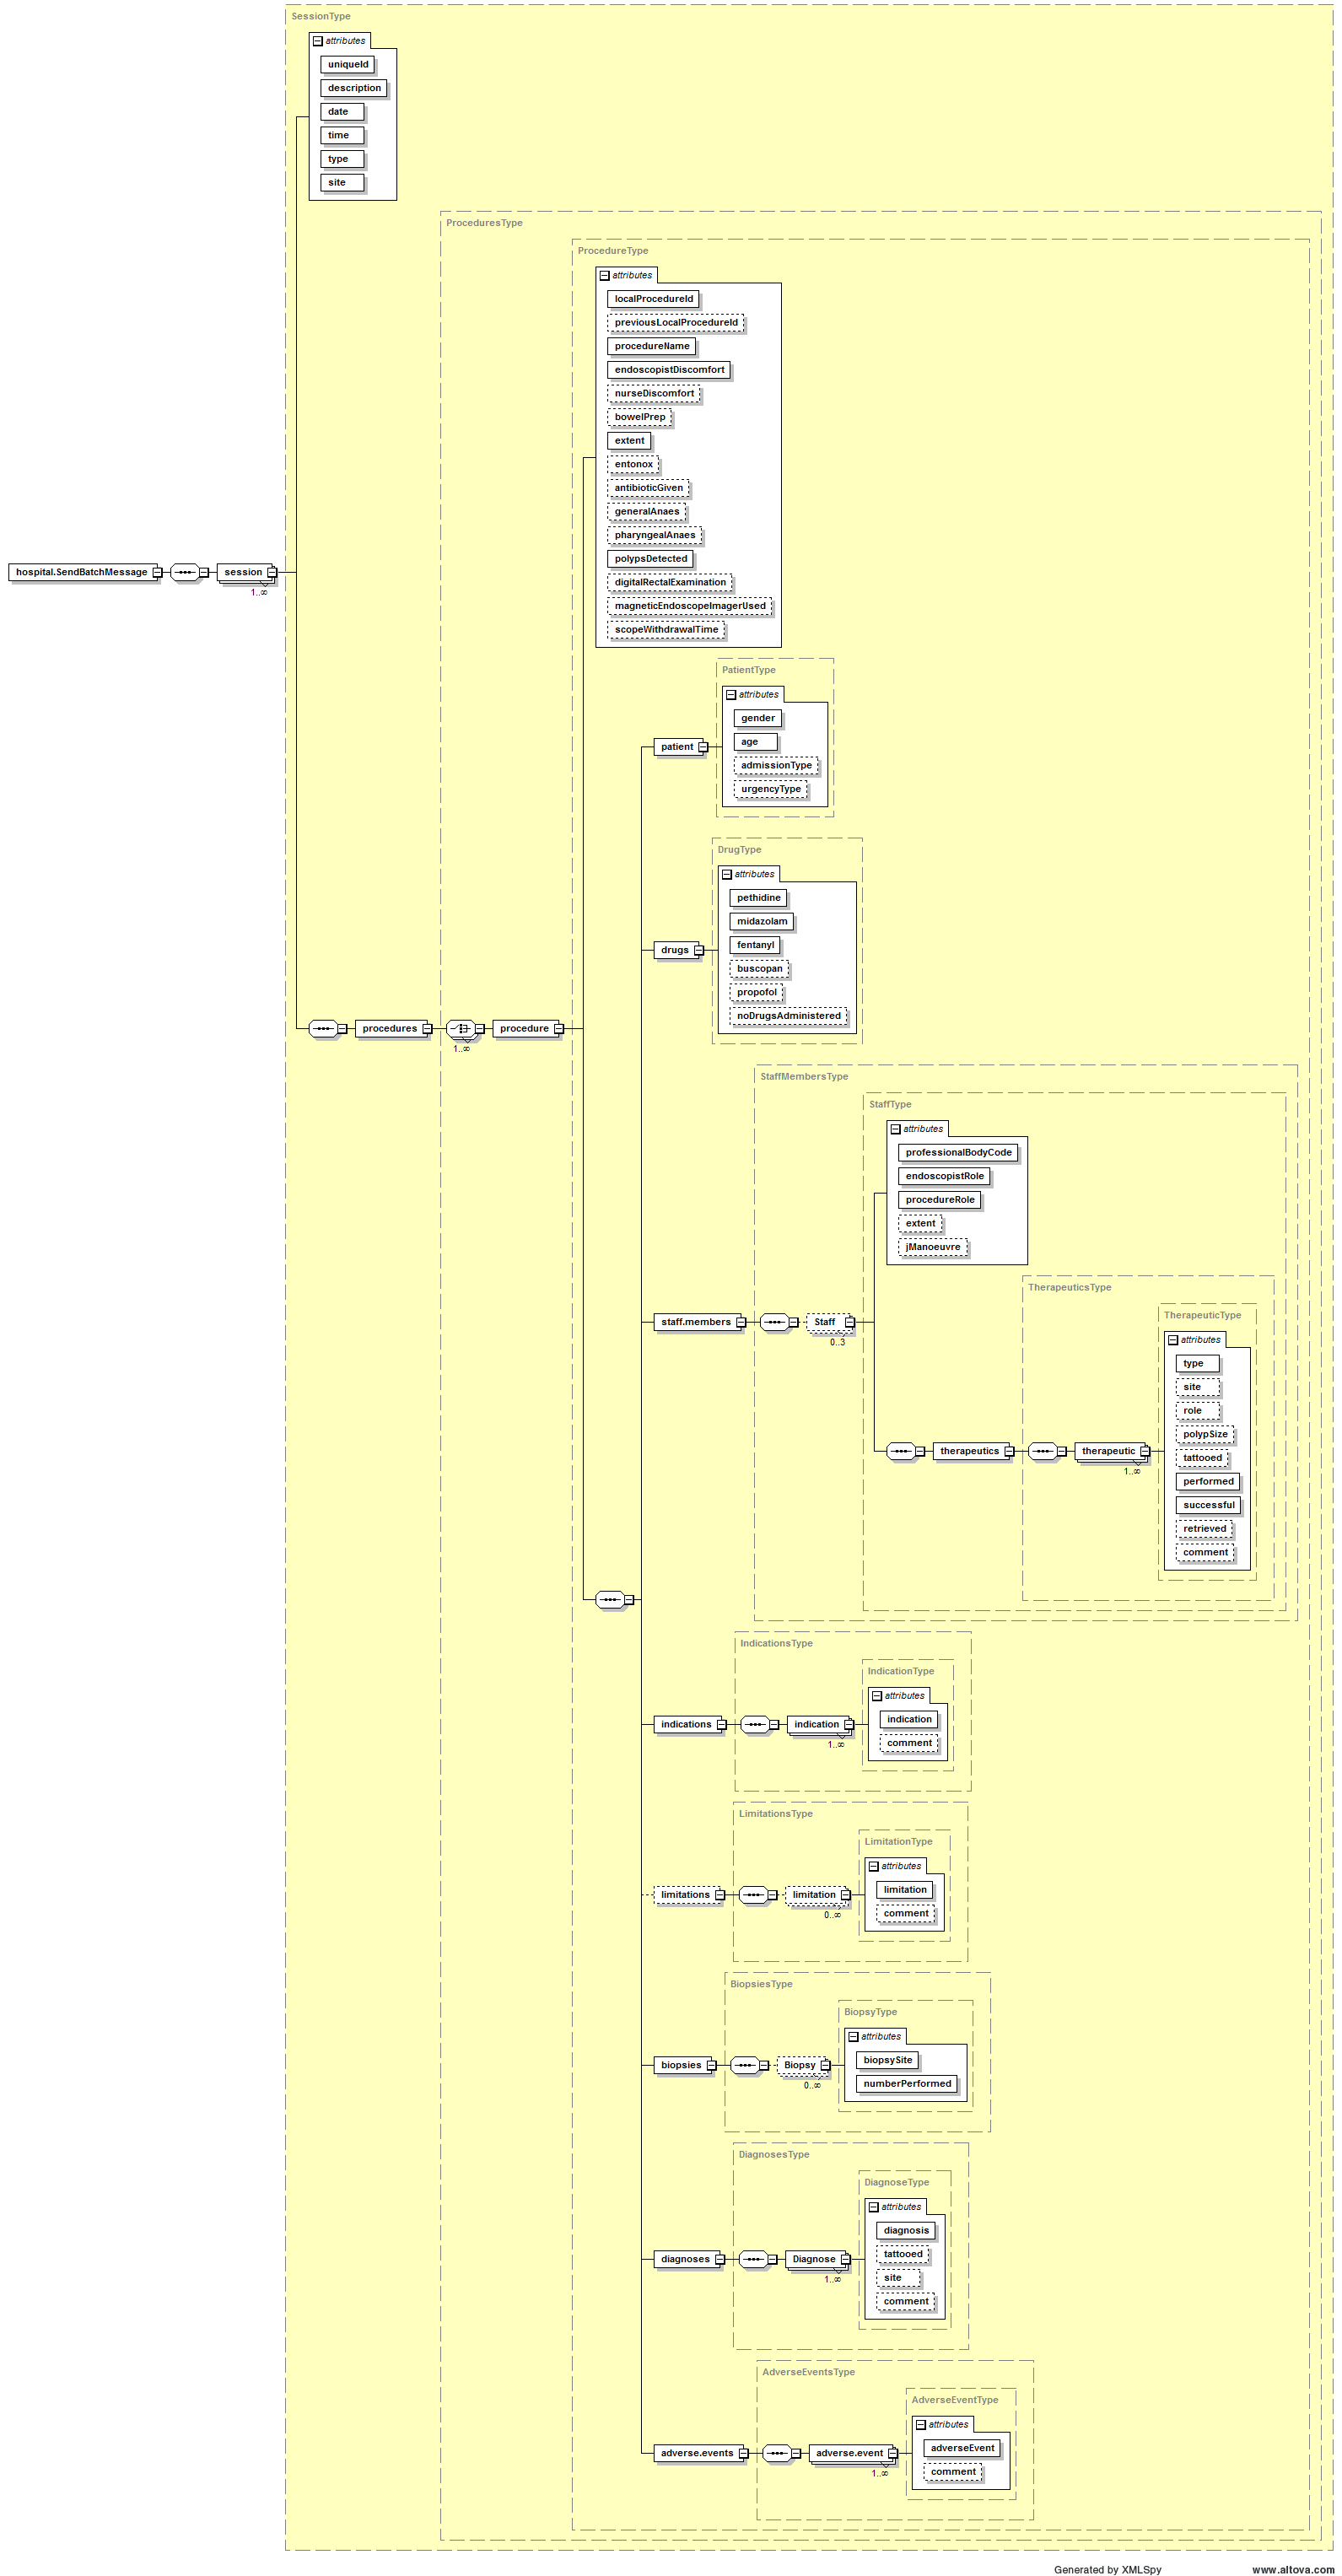 SessionType
attributes
uniqueId
description
date
time
type
site
ProceduresType
ProcedureType
attributes
localProcedureId
previousLocalProcedureId
procedureName
endoscopistDiscomfort
nurseDiscomfort
bowelPrep
extent
entonox
antibioticGiven
generalAnaes
pharyngealAnaes
polypsDetected
digitalRectalExamination
magneticEndoscopeImagerUsed
scopeWithdrawalTime
hospital.SendBatchMessage
session
1..∞
PatientType
attributes
gender
age
admissionType
urgencyType
patient
DrugType
attributes
pethidine
midazolam
fentanyl
buscopan
propofol
noDrugsAdministered
drugs
procedures
1..∞
procedure
StaffMembersType
StaffType
attributes
professionalBodyCode
endoscopistRole
procedureRole
extent
jManoeuvre
staff.members
Staff
0..3
TherapeuticsType
TherapeuticType
attributes
type
site
role
polypSize
tattooed
performed
successful
retrieved
comment
therapeutics
therapeutic
1..∞
IndicationsType
IndicationType
attributes
indication
comment
indications
indication
1..∞
LimitationsType
LimitationType
attributes
limitation
comment
limitations
limitation
0..∞
BiopsiesType
BiopsyType
attributes
biopsySite
numberPerformed
biopsies
Biopsy
0..∞
DiagnosesType
DiagnoseType
attributes
diagnosis
tattooed
site
comment
diagnoses
Diagnose
1..∞
AdverseEventsType
AdverseEventType
attributes
adverseEvent
comment
adverse.events
adverse.event
1..∞
Generated by XMLSpy
www.altova.com